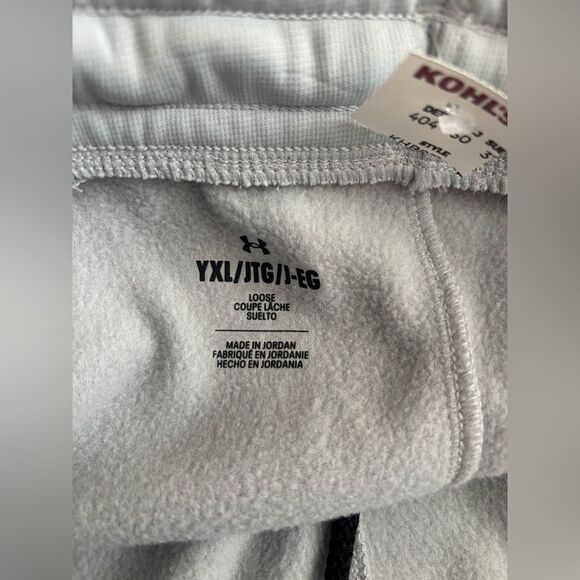 KOHL'S
404
STYLE
YXL/JTG/J-EG
LOOSE
COUPE LÂCHE
SUELTO
MADE IN JORDAN
FABRIQUÉ EN JORDANIE
HECHO EN JORDANIA